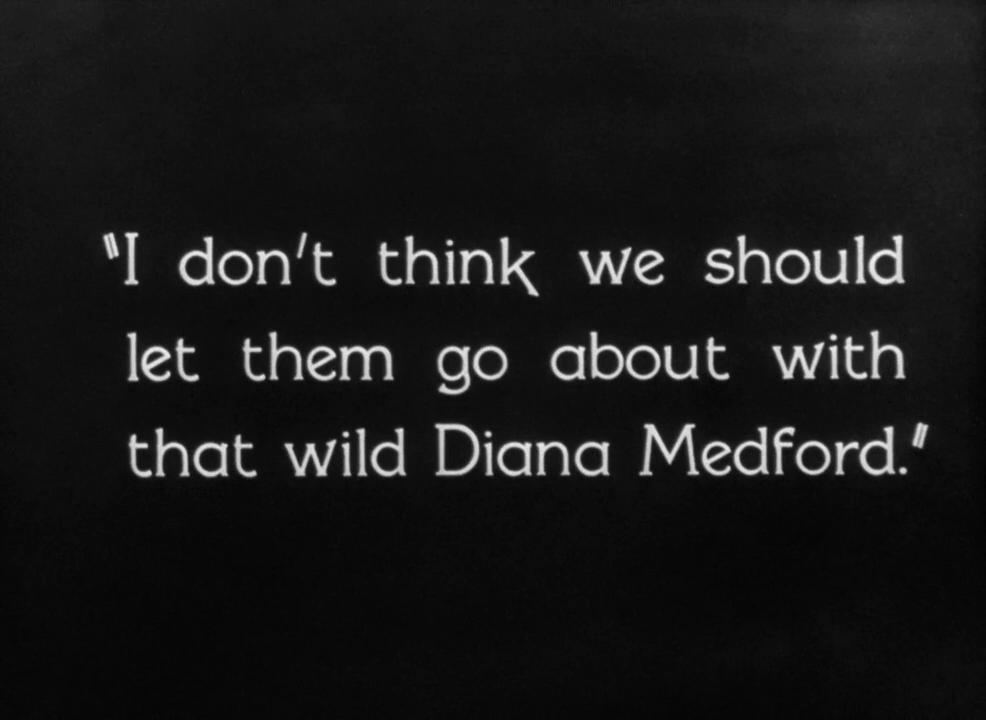 "I don't think we should
let them go about with
that wild Diana Medford."